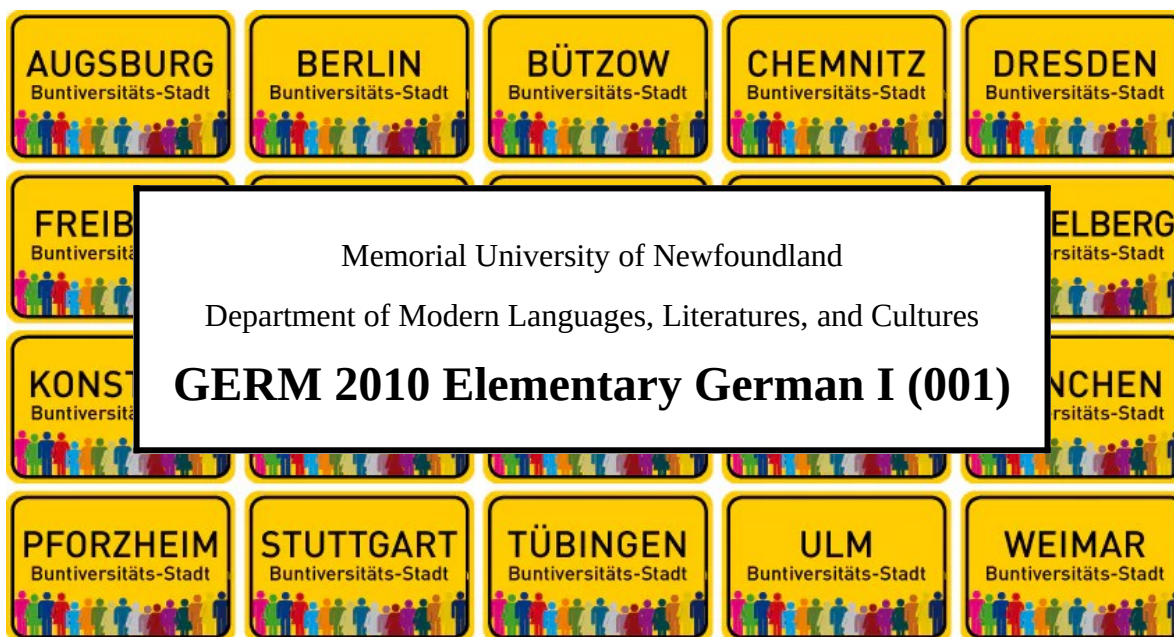 AUGSBURG
Buntiversitäts-Stadt
BERLIN
Buntiversitäts-Stadt
BÜTZOW
Buntiversitäts-Stadt
CHEMNITZ
Buntiversitäts-Stadt
DRESDEN
Buntiversitäts-Stadt
FREIB
Buntiversitä
ELBERG
rsitäts-Stadt
Memorial University of Newfoundland
Department of Modern Languages, Literatures, and Cultures
GERM 2010 Elementary German I (001)
KONST
Buntiversitä
NCHEN
rsitäts-Stadt
PFORZHEIM
Buntiversitäts-Stadt
STUTTGART
Buntiversitäts-Stadt
TÜBINGEN
Buntiversitäts-Stadt
ULM
Buntiversitäts-Stadt
WEIMAR
Buntiversitäts-Stadt